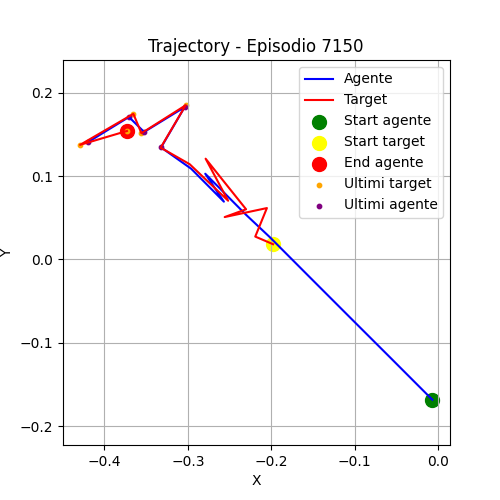 Trajectory - Episodio 7150
Agente
Target
Start agente
Start target
End agente
Ultimi target
Ultimi agente
0.2
0.1
0.0
−0.1
−0.2
Y
−0.4
−0.3
−0.2
−0.1
0.0
X